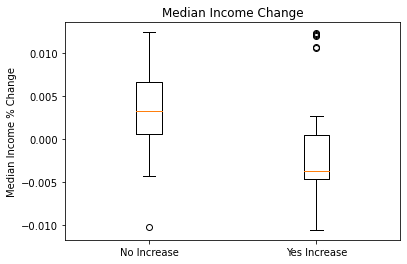 Median Income Change
Median Income % Change
0.010
0.005
0.000
−0.005
−0.010
No Increase
Yes Increase